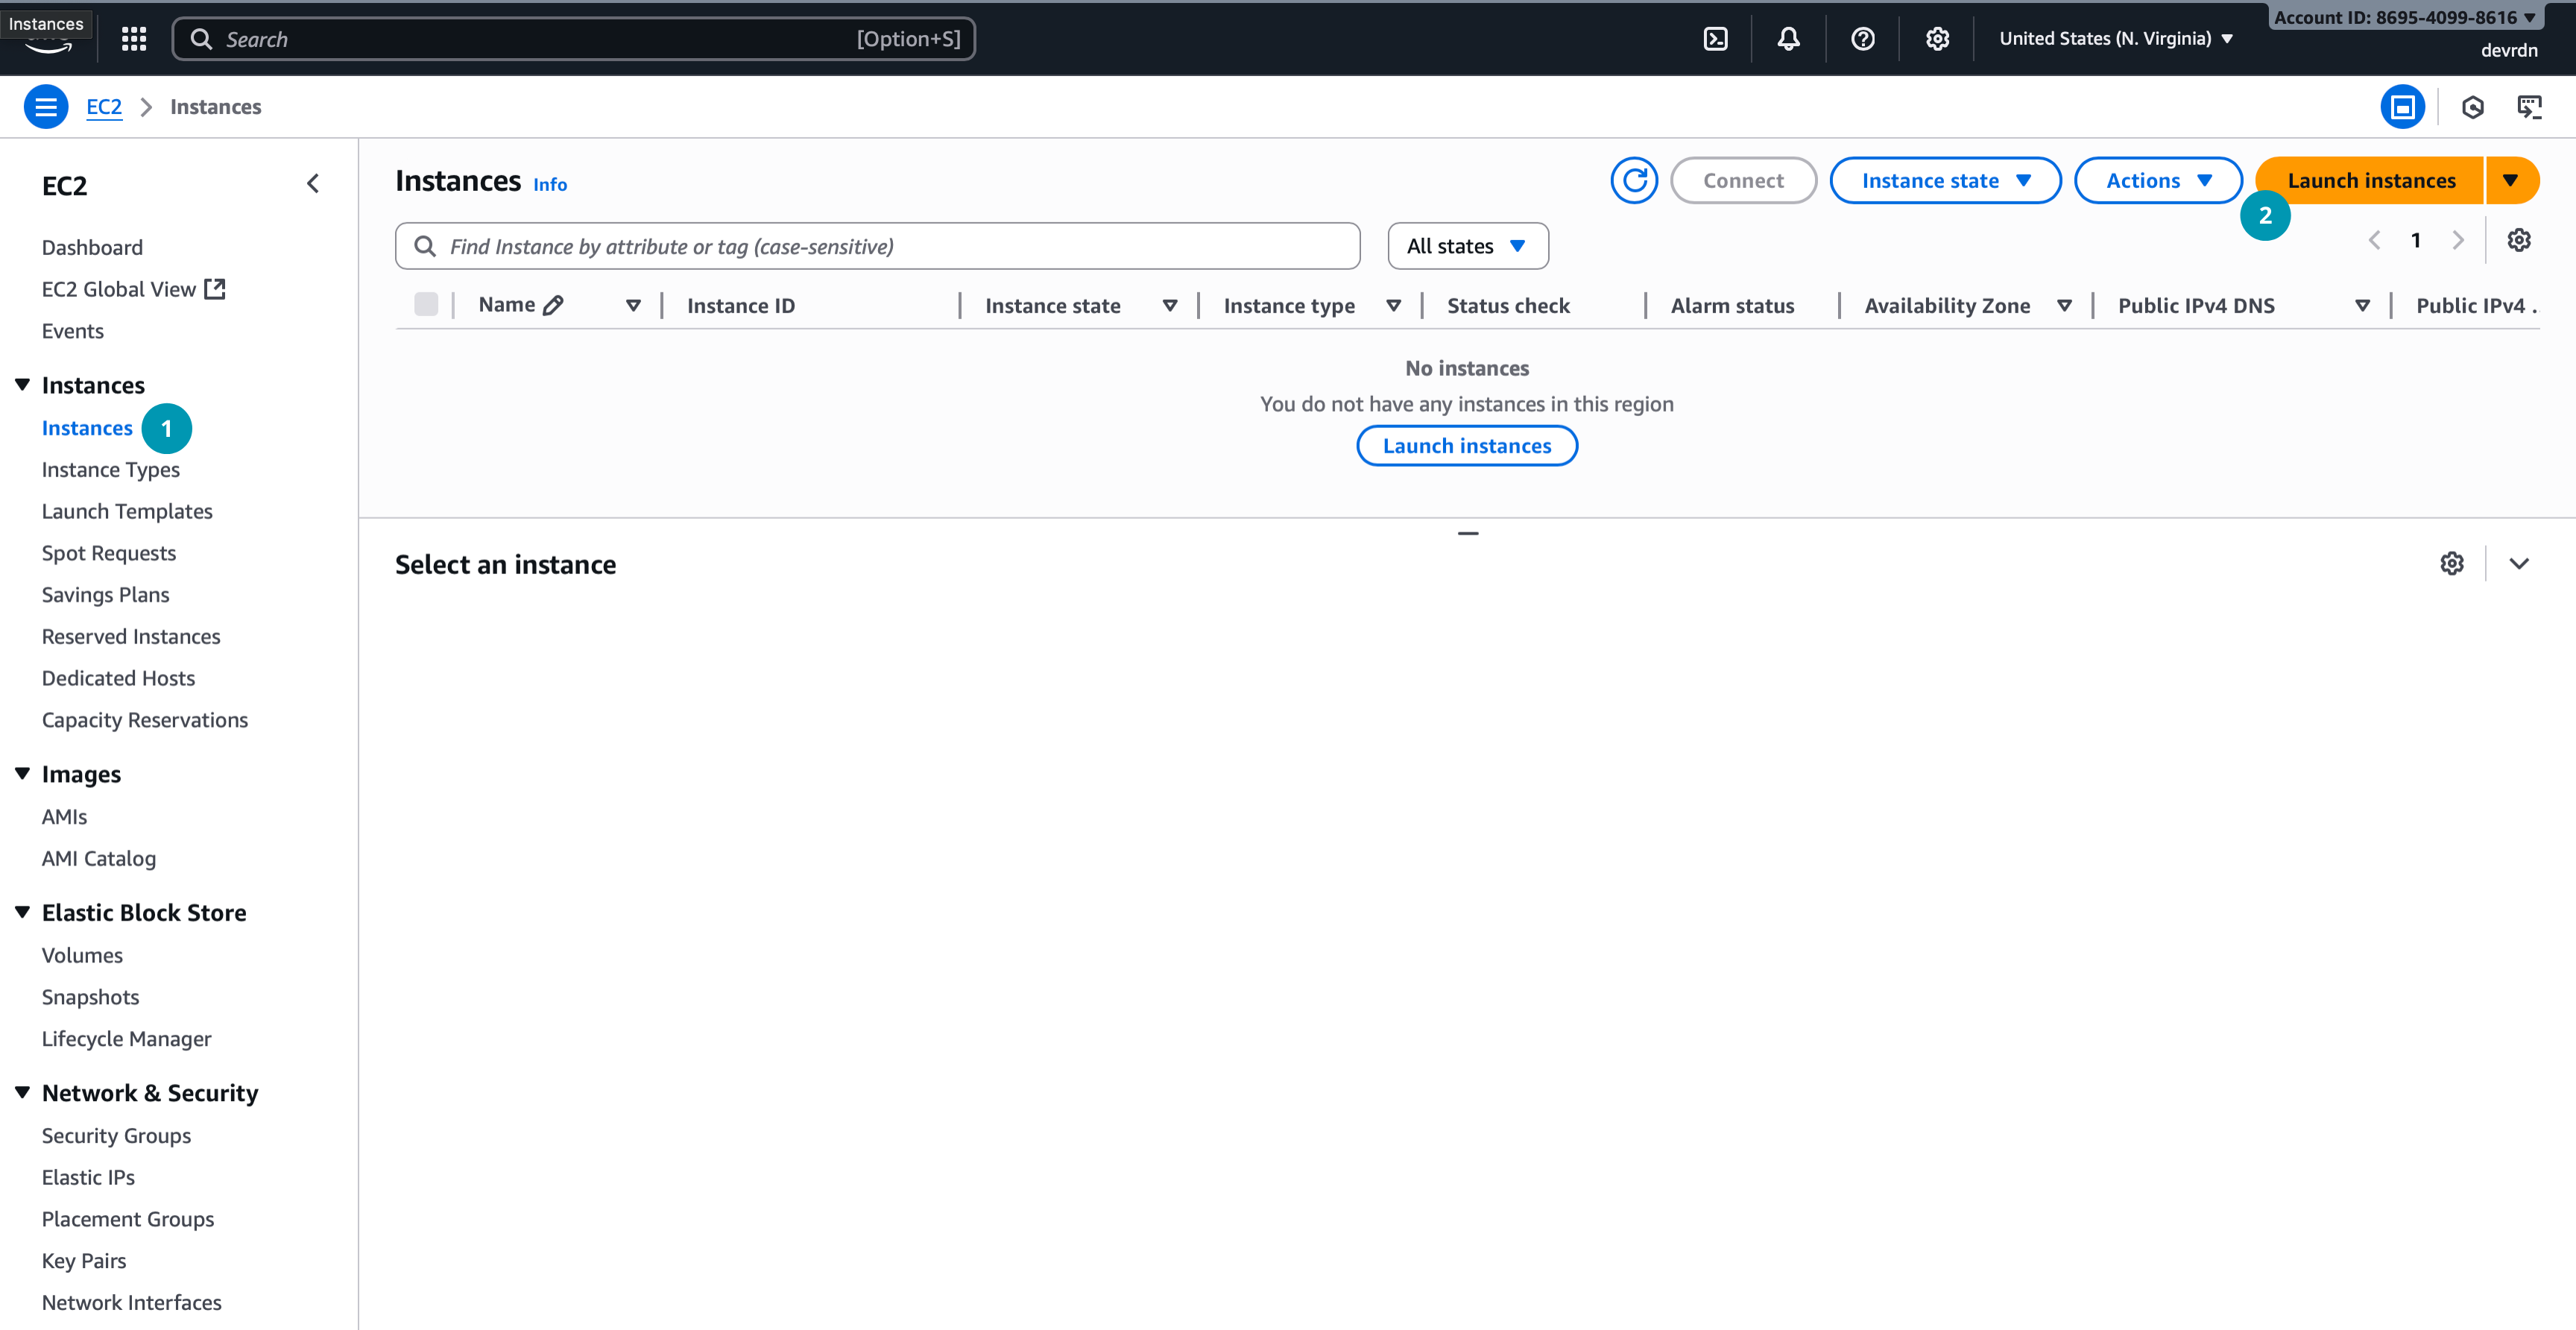 Instances
Search [Option+S]
United States (N. Virginia)
Account ID: 8695-4099-8616
devrdn
EC2 Instances
EC2
Dashboard
EC2 Global View
Events
Instances
Instances 1
Instance Types
Launch Templates
Spot Requests
Savings Plans
Reserved Instances
Dedicated Hosts
Capacity Reservations
Images
AMIs
AMI Catalog
Elastic Block Store
Volumes
Snapshots
Lifecycle Manager
Network & Security
Security Groups
Elastic IPs
Placement Groups
Key Pairs
Network Interfaces
Instances Info
Connect Instance state Actions Launch instances
2
Find Instance by attribute or tag (case-sensitive) All states 1
Name Instance ID Instance state Instance type Status check Alarm status Availability Zone Public IPv4 DNS Public IPv4 ..
No instances
You do not have any instances in this region
Launch instances
Select an instance